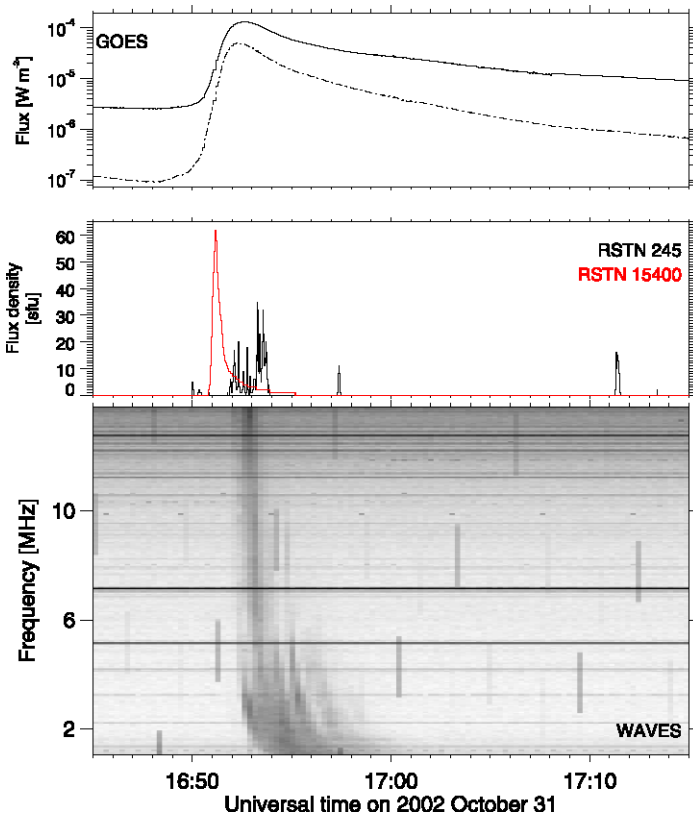 GOES
10⁻⁴
10⁻⁵
10⁻⁶
10⁻⁷
Flux [W m⁻²]
RSTN 245
RSTN 15400
60
50
40
30
20
10
0
Flux density
[sfu]
10
6
2
Frequency [MHz]
WAVES
16:50 17:00 17:10
Universal time on 2002 October 31